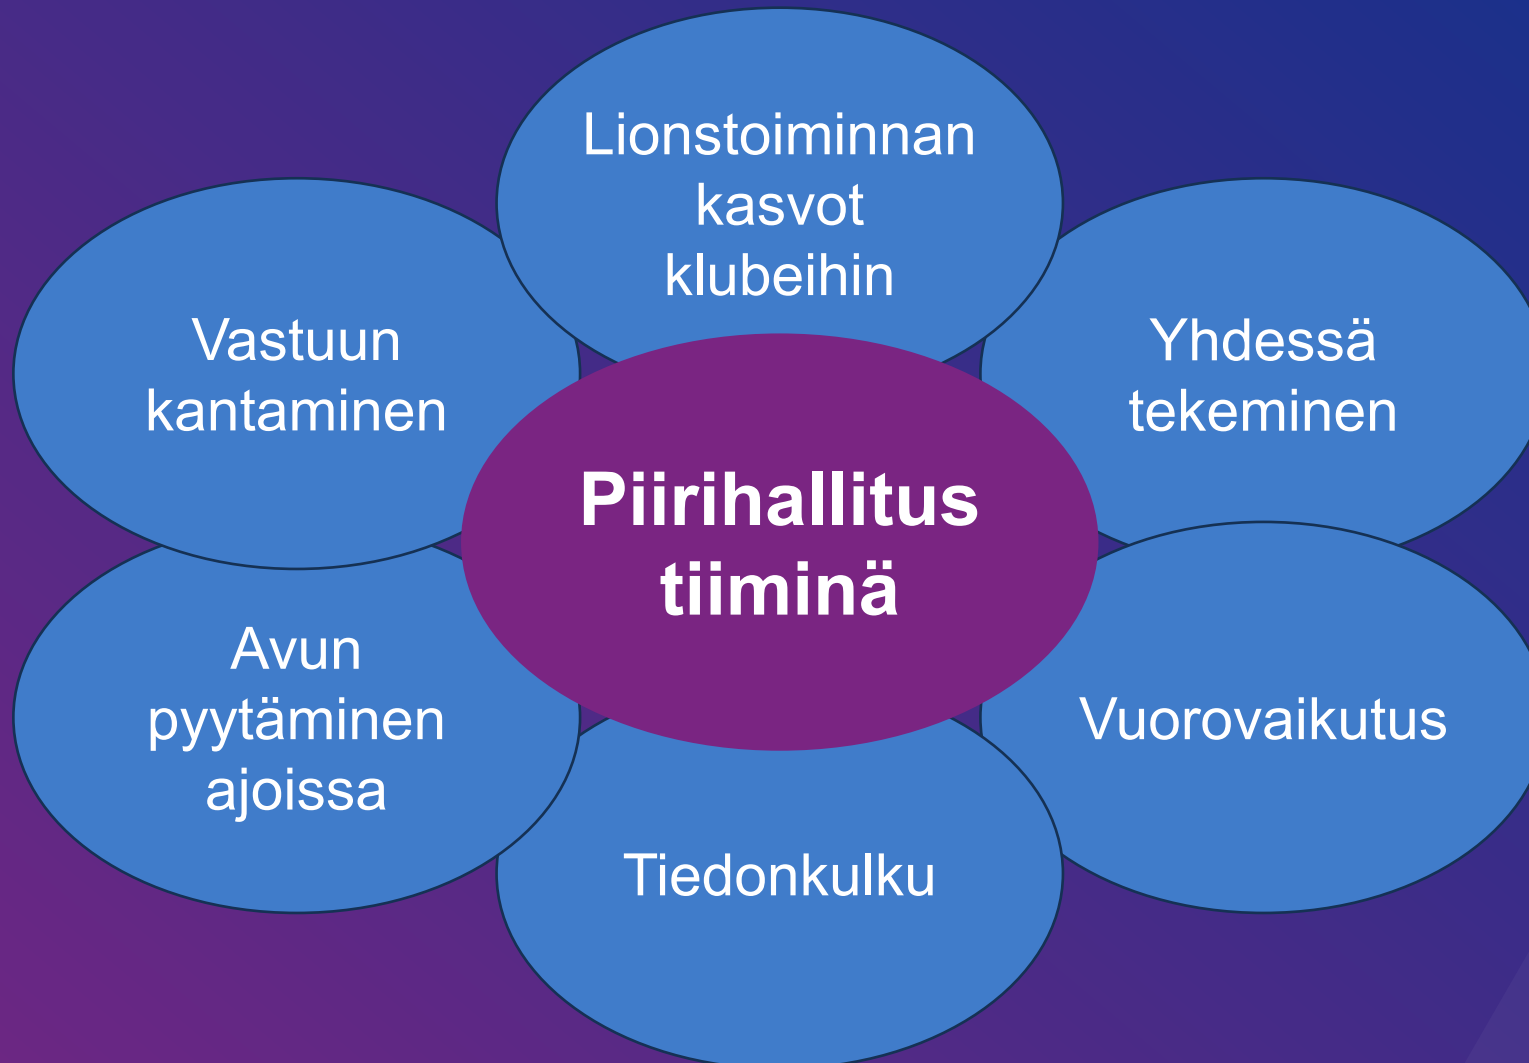 Lionstoiminnan
kasvot
klubeihin
Vastuun
kantaminen
Yhdessä
tekeminen
Piirihallitus
tiiminä
Avun
pyytäminen
ajoissa
Vuorovaikutus
Tiedonkulku